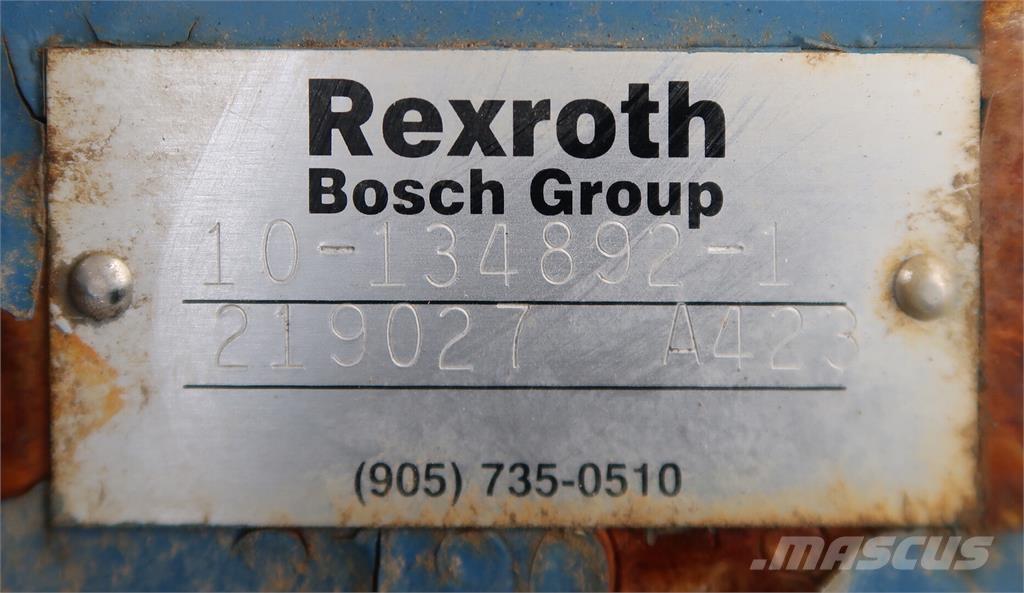 Rexroth
Bosch Group
10-134892-1
219027 A423
(905) 735-0510
MASCUS